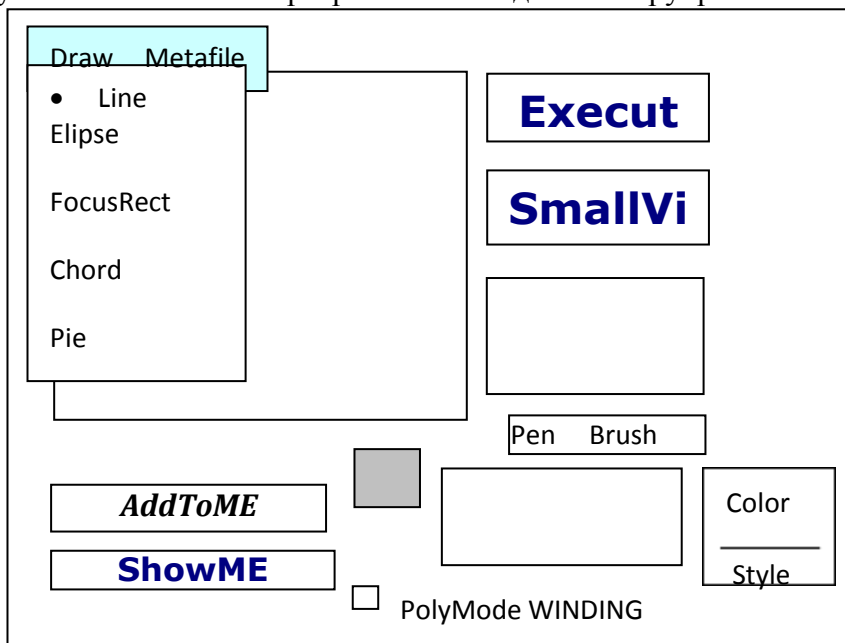 Draw Metafile
• Line
Elipse
FocusRect
Chord
Pie
Execut
SmallVi
Pen Brush
AddToME
ShowME
Color
Style
PolyMode WINDING